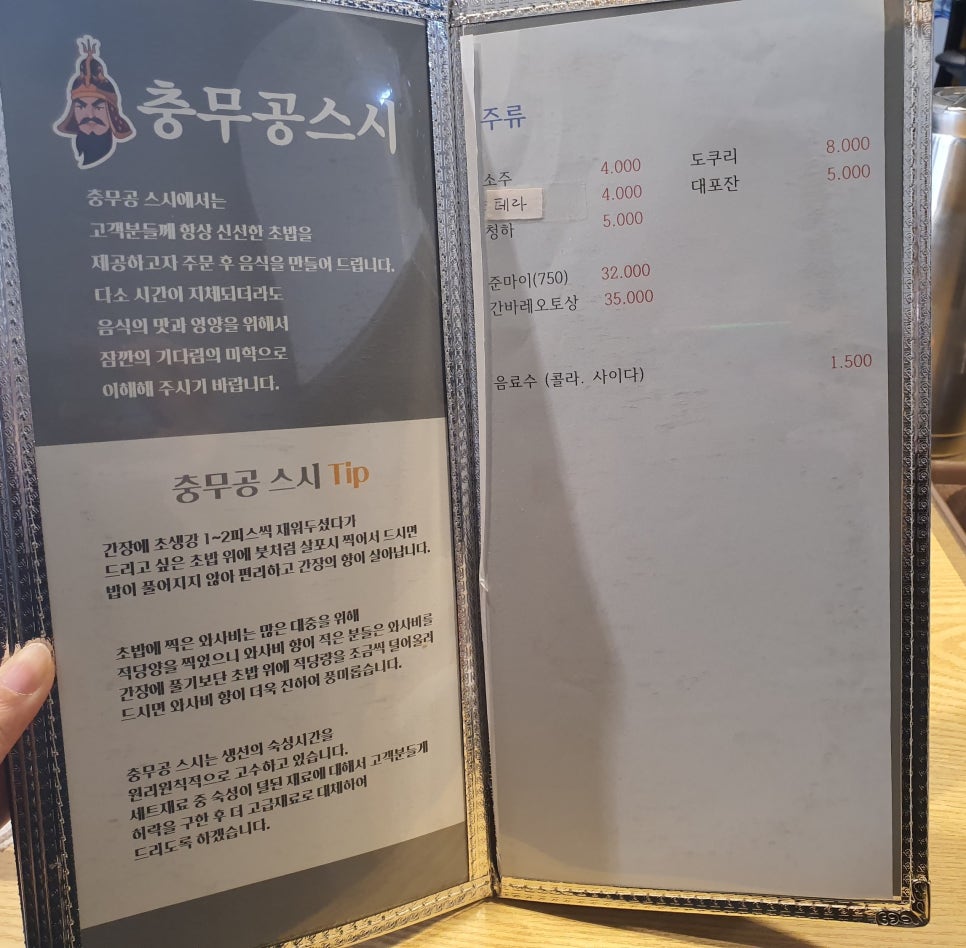 충무공스시
충무공 스시에서는
고객분들께 항상 신선한 초밥을
제공하고자 주문 후 음식을 만들어 드립니다.
다소 시간이 지체되더라도
음식의 맛과 영양을 위해서
잠깐의 기다림의 미학으로
이해해 주시기 바랍니다.
충무공 스시 Tip
간장에 초생강 1~2피스씩 재워두셨다가
드리고 싶은 초밥 위에 붓처럼 살포시 찍어서 드시면
밥이 풀어지지 않아 편리하고 간장의 향이 살아납니다.
초밥에 찍은 와사비는 많은 대중을 위해
적당양을 찍었으니 와사비 향이 적은 분들은 와사비를
간장에 풀기보단 초밥 위에 적당량을 조금씩 덜어올려
드시면 와사비 향이 더욱 진하여 풍미롭습니다.
충무공 스시는 생선의 숙성시간을
원리원칙적으로 고수하고 있습니다.
세트재료 중 숙성이 덜된 재료에 대해서 고객분들게
허락을 구한 후 더 고급재료로 대체하여
드리도록 하겠습니다.
주류
소주 4.000
테라 4.000
청하 5.000
준마이(750) 32.000
간바레오토상 35.000
도쿠리 8.000
대포잔 5.000
음료수 (콜라. 사이다) 1.500